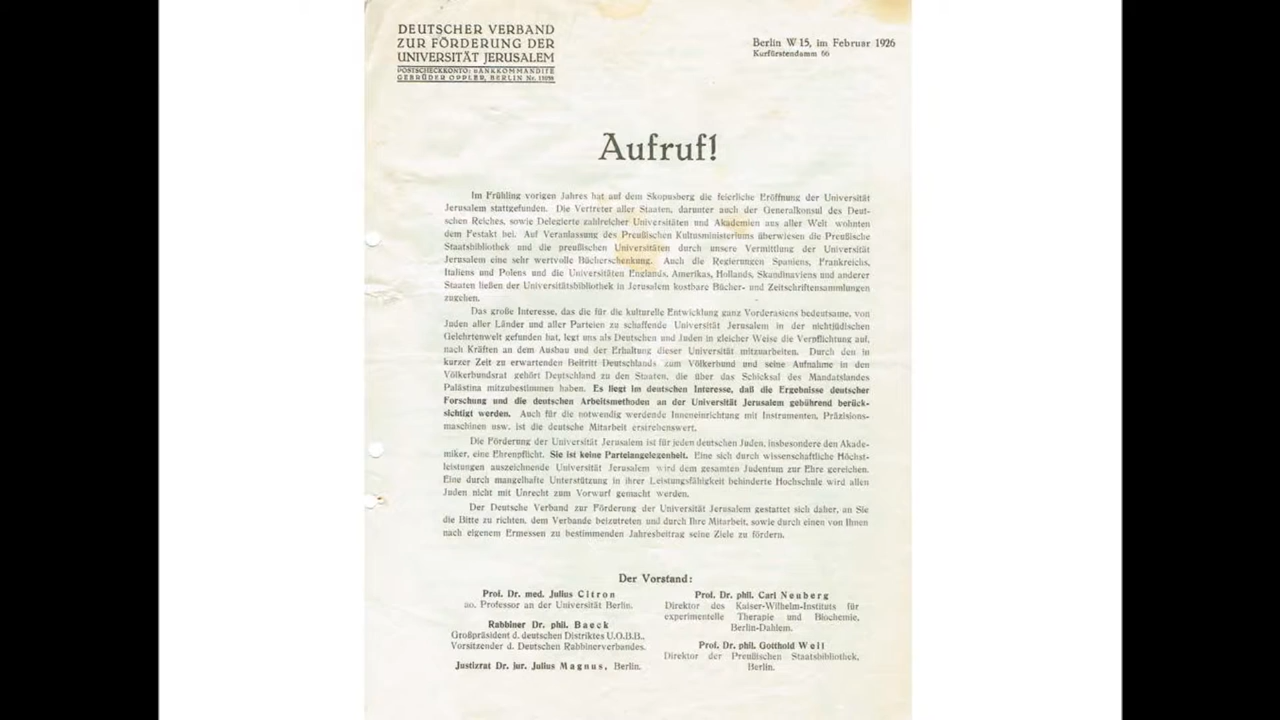 DEUTSCHER VERBAND
ZUR FÖRDERUNG DER
UNIVERSITÄT JERUSALEM
POSTSCHECKKONTO: BANKKOMMANDITE
GEBRÜDER OPPLER, BERLIN Nr.
Berlin W 15, im Februar 1926
Kurfürstendamm 66
Aufruf!
Im Frühling vorigen Jahres hat auf dem Skopusberg die feierliche Eröffnung der Universität
Jerusalem stattgefunden. Die Vertreter aller Staaten, darunter auch der Generalkonsul des Deut-
schen Reiches, sowie Delegierte zahlreicher Universitäten und Akademien aus aller Welt wohnten
dem Festakt bei. Auf Veranlassung des Preußischen Kultusministeriums überwiesen die Preußische
Staatsbibliothek und die preußischen Universitäten durch unsere Vermittlung der Universität
Jerusalem eine sehr wertvolle Bücherschenkung. Auch die Regierungen Spaniens, Frankreichs,
Italiens und Polens und die Universitäten Englands, Amerikas, Hollands, Skandinaviens und anderer
Staaten ließen der Universitätsbibliothek in Jerusalem kostbare Bücher- und Zeitschriftensammlungen
zugehen.
Das große Interesse, das die für die kulturelle Entwicklung ganz Vorderasiens bedeutsame, von
Juden aller Länder und aller Parteien zu schaffende Universität Jerusalem in der nichtjüdischen
Gelehrtenwelt gefunden hat, legt uns als Deutschen und Juden in gleicher Weise die Verpflichtung auf,
nach Kräften an dem Ausbau und der Erhaltung dieser Universität mitzuarbeiten. Durch den in
kurzer Zeit zu erwartenden Beitritt Deutschlands zum Völkerbund und seine Aufnahme in den
Völkerbundsrat gehört Deutschland zu den Staaten, die über das Schicksal des Mandatslandes
Palästina mitzubestimmen haben. Es liegt im deutschen Interesse, daß die Ergebnisse deutscher
Forschung und die deutschen Arbeitsmethoden an der Universität Jerusalem gebührend berück-
sichtigt werden. Auch für die notwendig werdende Inneneinrichtung mit Instrumenten, Präzisions-
maschinen usw. ist die deutsche Mitarbeit erstrebenswert.
Die Förderung der Universität Jerusalem ist für jeden deutschen Juden, insbesondere den Akade-
miker, eine Ehrenpflicht. Sie ist keine Parteiangelegenheit. Eine sich durch wissenschaftliche Höchst-
leistungen auszeichnende Universität Jerusalem wird dem gesamten Judentum zur Ehre gereichen.
Eine durch mangelhafte Unterstützung in ihrer Leistungsfähigkeit behinderte Hochschule wird allen
Juden nicht mit Unrecht zum Vorwurf gemacht werden.
Der Deutsche Verband zur Förderung der Universität Jerusalem gestattet sich daher, an Sie
die Bitte zu richten, dem Verbande beizutreten und durch Ihre Mitarbeit, sowie durch einen von Ihnen
nach eigenem Ermessen zu bestimmenden Jahresbeitrag seine Ziele zu fördern.
Der Vorstand:
Prof. Dr. med. Julius Citron
ao. Professor an der Universität Berlin.
Rabbiner Dr. phil. Baeck
Großpräsident d. deutschen Distriktes U.O.B.B.,
Vorsitzender d. Deutschen Rabbinerverbandes.
Justizrat Dr. jur. Julius Magnus, Berlin.
Prof. Dr. phil. Carl Neuberg
Direktor des Kaiser-Wilhelm-Instituts für
experimentelle Therapie und Biochemie,
Berlin-Dahlem.
Prof. Dr. phil. Gotthold Weil
Direktor der Preußischen Staatsbibliothek,
Berlin.